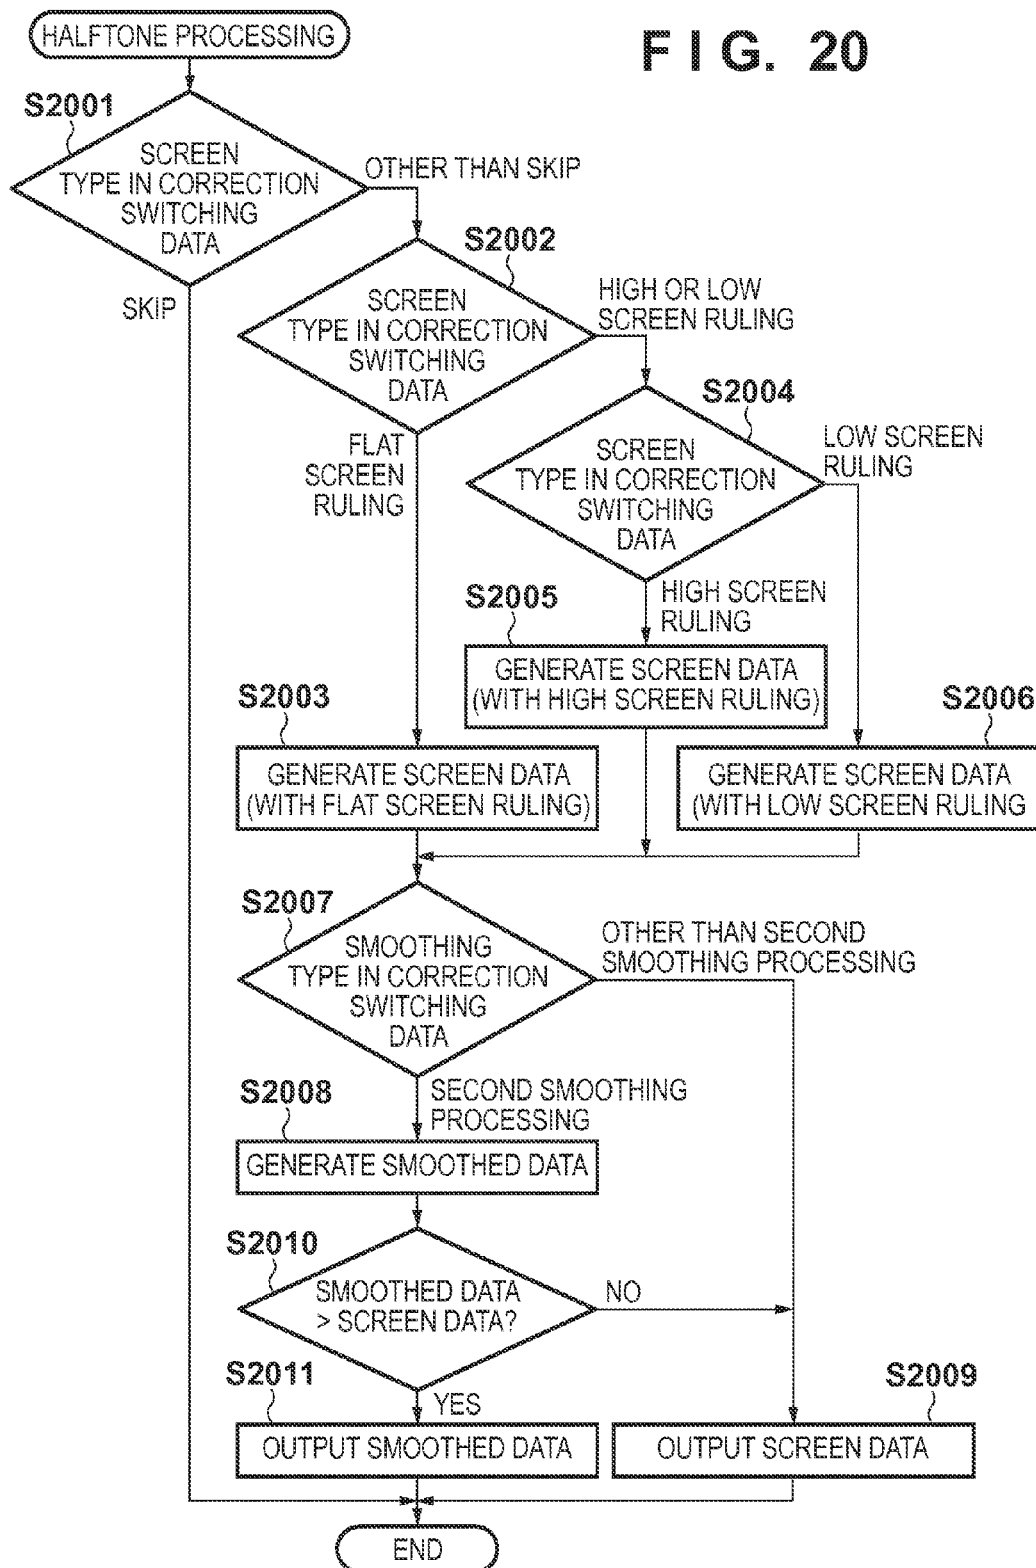 HALFTONE PROCESSING
FIG. 20
S2001
SCREEN
TYPE IN CORRECTION
SWITCHING
DATA
OTHER THAN SKIP
SKIP
S2002
SCREEN
TYPE IN CORRECTION
SWITCHING
DATA
HIGH OR LOW
SCREEN RULING
FLAT
SCREEN
RULING
S2004
SCREEN
TYPE IN CORRECTION
SWITCHING
DATA
LOW SCREEN
RULING
HIGH SCREEN
RULING
S2005
GENERATE SCREEN DATA
(WITH HIGH SCREEN RULING)
S2003
GENERATE SCREEN DATA
(WITH FLAT SCREEN RULING)
S2006
GENERATE SCREEN DATA
(WITH LOW SCREEN RULING
S2007
SMOOTHING
TYPE IN CORRECTION
SWITCHING
DATA
OTHER THAN SECOND
SMOOTHING PROCESSING
SECOND SMOOTHING
PROCESSING
S2008
GENERATE SMOOTHED DATA
S2010
SMOOTHED DATA
> SCREEN DATA?
NO
YES
S2011
OUTPUT SMOOTHED DATA
S2009
OUTPUT SCREEN DATA
END